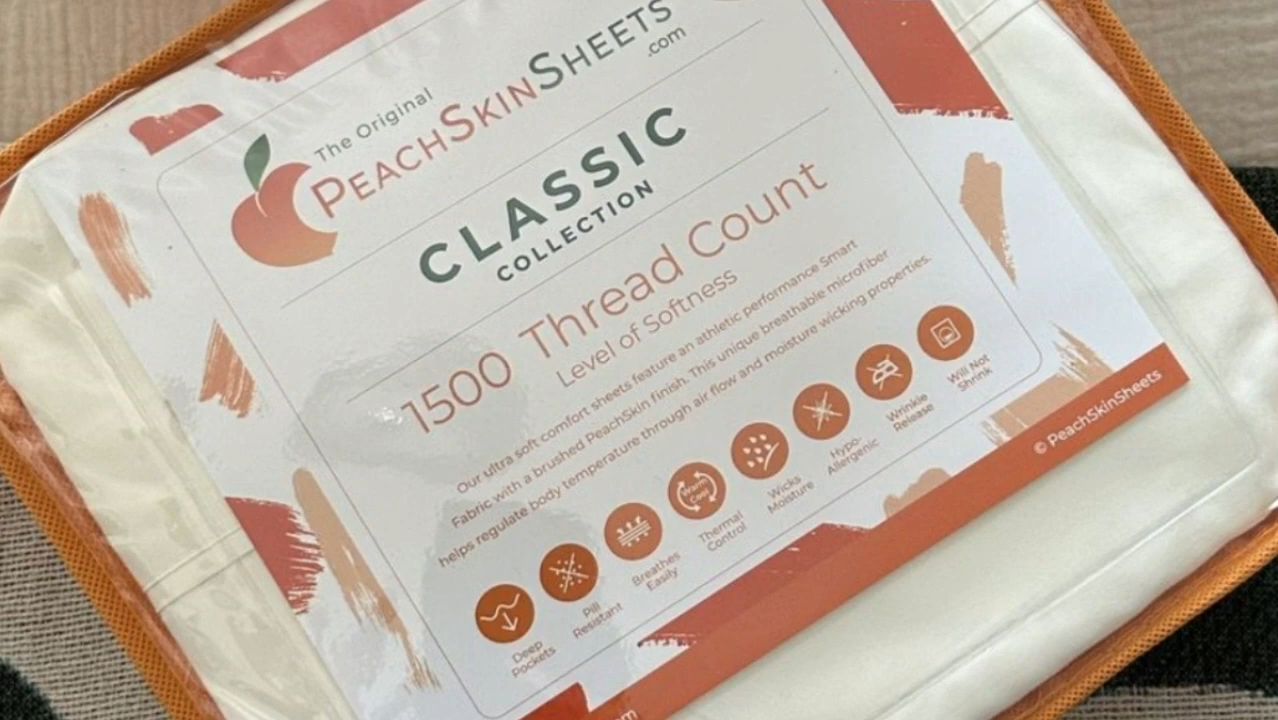 The Original
PEACHSKINSHEETS
.com
CLASSIC
COLLECTION
1500 Thread Count
Level of Softness
Our ultra soft comfort sheets feature an athletic performance Smart
Fabric with a brushed PeachSkin finish. This unique breathable microfiber
helps regulate body temperature through air flow and moisture wicking properties.
Deep
Pockets
Pill
Resistant
Breathes
Easily
Warm
Cool
Thermal
Control
Wicks
Moisture
Hypo-
Allergenic
Wrinkle
Release
Will Not
Shrink
© PeachSkinSheets